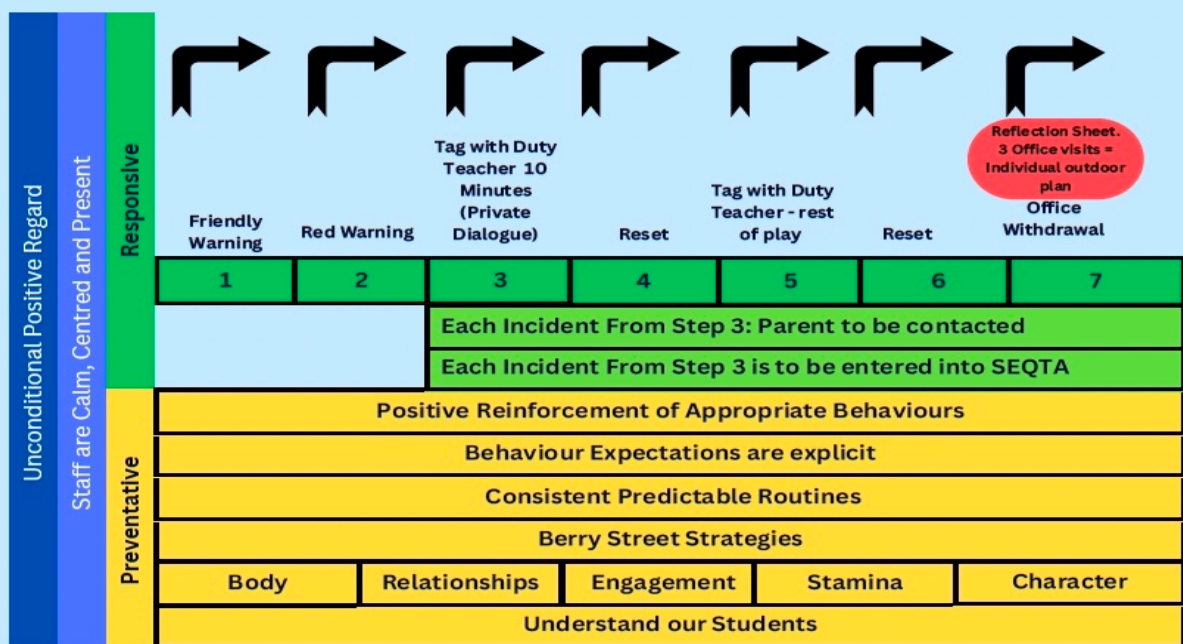 Unconditional Positive Regard
Staff are Calm, Centred and Present
Responsive
Preventative
Friendly
Warning
Red Warning
Tag with Duty
Teacher 10
Minutes
(Private
Dialogue)
Reset
Tag with Duty
Teacher - rest
of play
Reset
Reflection Sheet.
3 Office visits =
Individual outdoor
plan
Office
Withdrawal
1 2 3 4 5 6 7
Each Incident From Step 3: Parent to be contacted
Each Incident From Step 3 is to be entered into SEQTA
Positive Reinforcement of Appropriate Behaviours
Behaviour Expectations are explicit
Consistent Predictable Routines
Berry Street Strategies
Body Relationships Engagement Stamina Character
Understand our Students